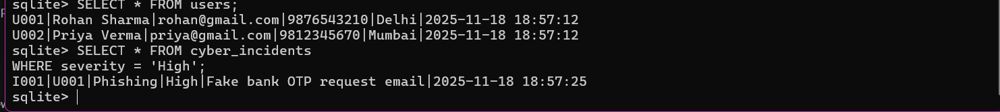 sqlite> SELECT * FROM users;
U001|Rohan Sharma|rohan@gmail.com|9876543210|Delhi|2025-11-18 18:57:12
U002|Priya Verma|priya@gmail.com|9812345670|Mumbai|2025-11-18 18:57:12
sqlite> SELECT * FROM cyber_incidents
WHERE severity = 'High';
I001|U001|Phishing|High|Fake bank OTP request email|2025-11-18 18:57:25
sqlite>